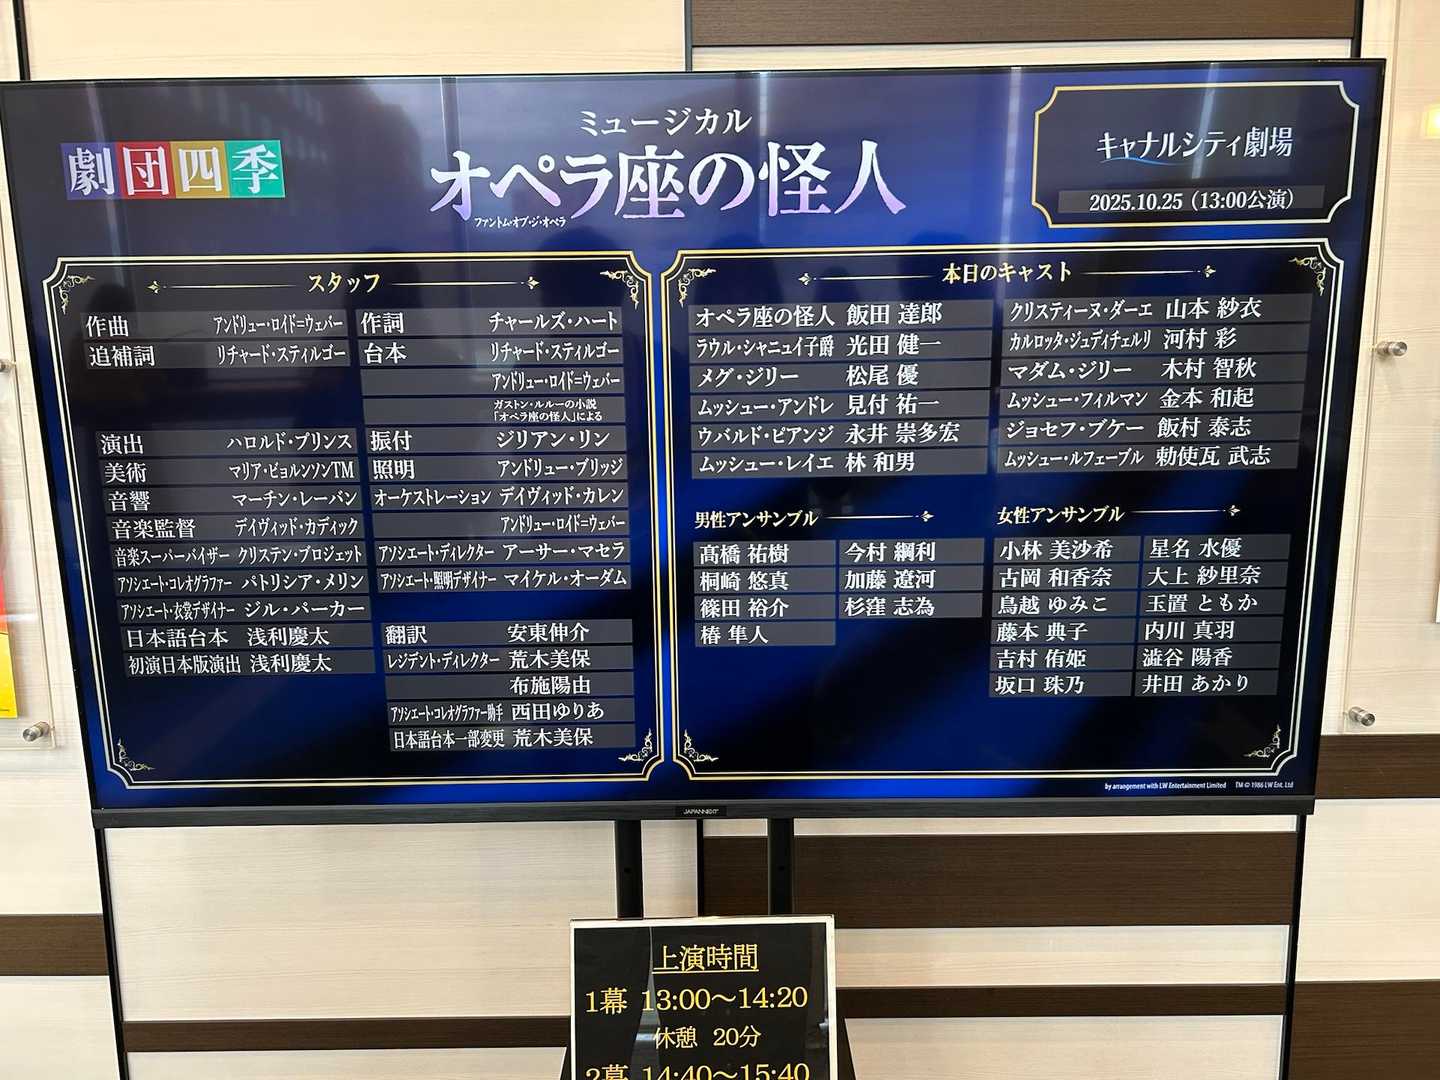 劇団四季
ミュージカル
オペラ座の怪人
ファントム・オブ・ジ・オペラ
キャナルシティ劇場
2025.10.25（13:00公演）
スタッフ
作曲 アンドリュー・ロイド＝ウェバー 作詞 チャールズ・ハート
追補詞 リチャード・スティルゴー 台本 リチャード・スティルゴー
アンドリュー・ロイド＝ウェバー
ガストン・ルルーの小説
「オペラ座の怪人」による
演出 ハロルド・プリンス 振付 ジリアン・リン
美術 マリア・ビョルンソンTM 照明 アンドリュー・ブリッジ
音響 マーチン・レーバン オーケストレーション デイヴィッド・カレン
音楽監督 デイヴィッド・カディック アンドリュー・ロイド＝ウェバー
音楽スーパーバイザー クリステン・ブロジェット アソシエート・ディレクター アーサー・マセラ
アソシエート・コレオグラファー パトリシア・メリン アソシエート・照明デザイナー マイケル・オーダム
アソシエート・衣裳デザイナー ジル・パーカー
日本語台本 浅利慶太 翻訳 安東伸介
初演日本版演出 浅利慶太 レジデント・ディレクター 荒木美保
布施陽由
アソシエート・コレオグラファー助手 西田ゆりあ
日本語台本一部変更 荒木美保
本日のキャスト
オペラ座の怪人 飯田 達郎 クリスティーヌ・ダーエ 山本 紗衣
ラウル・シャニュイ子爵 光田 健一 カルロッタ・ジュディチェルリ 河村 彩
メグ・ジリー 松尾 優 マダム・ジリー 木村 智秋
ムッシュー・アンドレ 見付 祐一 ムッシュー・フィルマン 金本 和起
ウバルド・ピアンジ 永井 崇多宏 ジョセフ・ブケー 飯村 泰志
ムッシュー・レイエ 林 和男 ムッシュー・ルフェーブル 勅使瓦 武志
男性アンサンブル
髙橋 祐樹 今村 綱利
桐﨑 悠真 加藤 遼河
篠田 裕介 杉窪 志為
椿 隼人
女性アンサンブル
小林 美沙希 星名 水優
古岡 和香奈 大上 紗里奈
鳥越 ゆみこ 玉置 ともか
藤本 典子 内川 真羽
吉村 侑姫 澁谷 陽香
坂口 珠乃 井田 あかり
by arrangement with LW Entertainment Limited TM © 1986 LW Ent. Ltd
JAPANNEXT
上演時間
1幕 13:00〜14:20
休憩 20分
2幕 14:40〜15:40